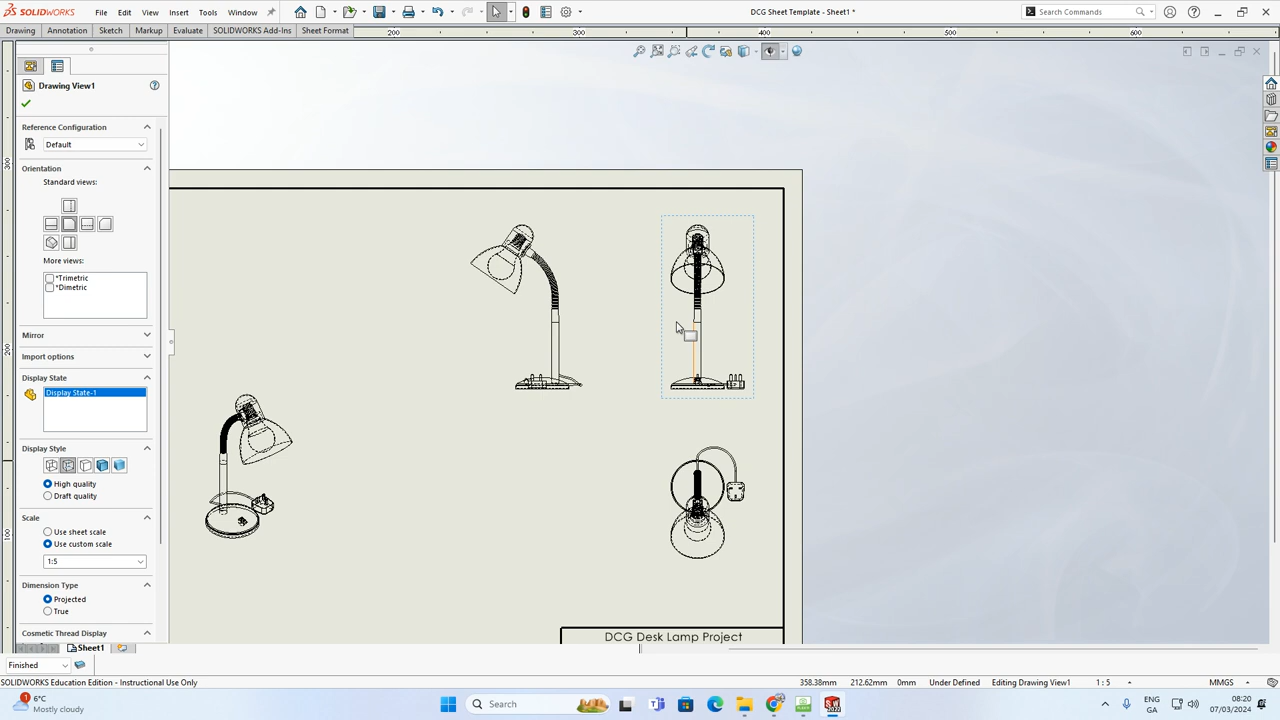 SOLIDWORKS File Edit View Insert Tools Window DCG Sheet Template - Sheet1 * Search Commands
Drawing Annotation Sketch Markup Evaluate SOLIDWORKS Add-Ins Sheet Format 200 300 400 600
Drawing View1
Reference Configuration
Default
Orientation
Standard views:
More views:
*Trimetric
*Dimetric
Mirror
Import options
Display State
Display State-1
Display Style
High quality
Draft quality
Scale
Use sheet scale
Use custom scale
1:5
Dimension Type
Projected
True
Cosmetic Thread Display
300
200
100
DCG Desk Lamp Project
Sheet1
Finished
SOLIDWORKS Education Edition - Instructional Use Only 358.38mm 212.62mm 0mm Under Defined Editing Drawing View1 1 : 5 MMGS
1 6°C
Mostly cloudy
Search
ENG
GA
08:20
07/03/2024